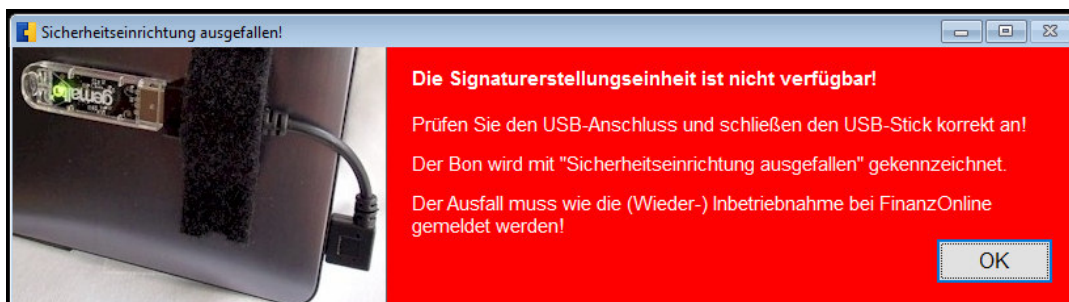 Sicherheitseinrichtung ausgefallen!
Die Signaturerstellungseinheit ist nicht verfügbar!
Prüfen Sie den USB-Anschluss und schließen den USB-Stick korrekt an!
Der Bon wird mit "Sicherheitseinrichtung ausgefallen" gekennzeichnet.
Der Ausfall muss wie die (Wieder-) Inbetriebnahme bei FinanzOnline
gemeldet werden!
OK
gemalto